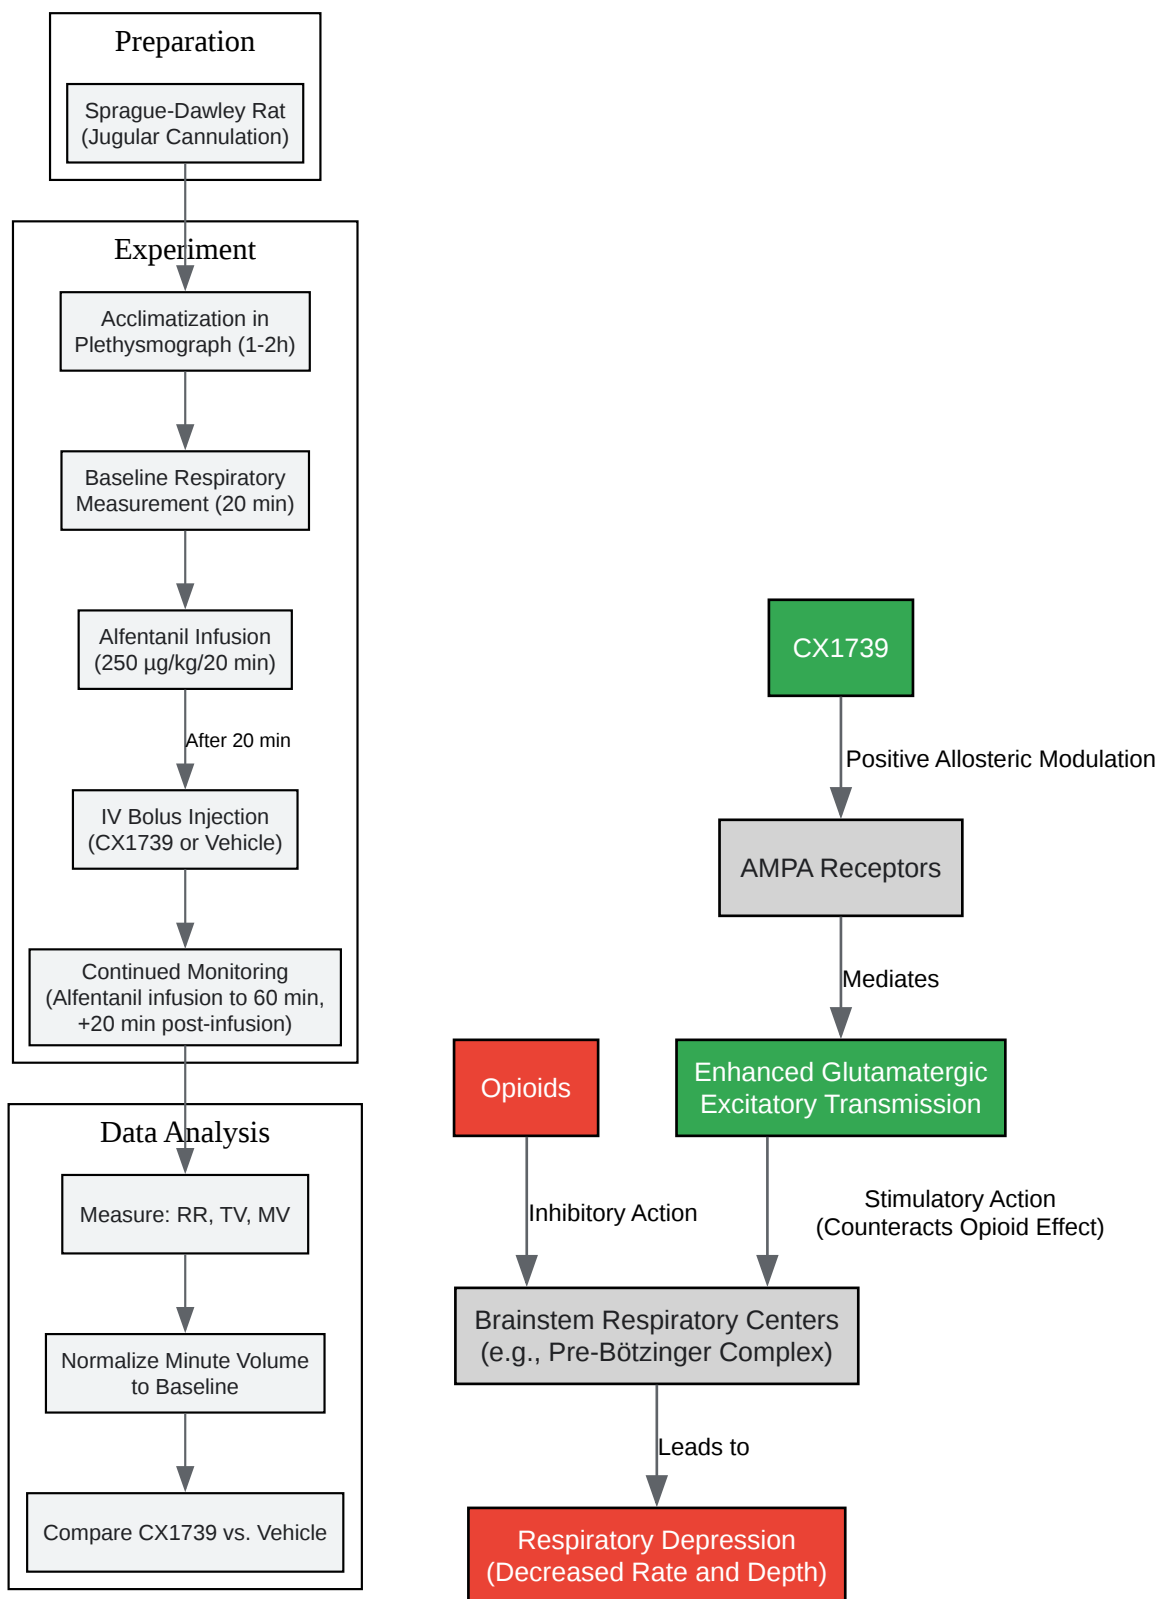 Preparation
Sprague-Dawley Rat
(Jugular Cannulation)
Experiment
Acclimatization in
Plethysmograph (1-2h)
Baseline Respiratory
Measurement (20 min)
Alfentanil Infusion
(250 µg/kg/20 min)
After 20 min
IV Bolus Injection
(CX1739 or Vehicle)
Continued Monitoring
(Alfentanil infusion to 60 min,
+20 min post-infusion)
Data Analysis
Measure: RR, TV, MV
Normalize Minute Volume
to Baseline
Compare CX1739 vs. Vehicle
CX1739
Positive Allosteric Modulation
AMPA Receptors
Mediates
Opioids
Enhanced Glutamatergic
Excitatory Transmission
Inhibitory Action
Stimulatory Action
(Counteracts Opioid Effect)
Brainstem Respiratory Centers
(e.g., Pre-Bötzinger Complex)
Leads to
Respiratory Depression
(Decreased Rate and Depth)